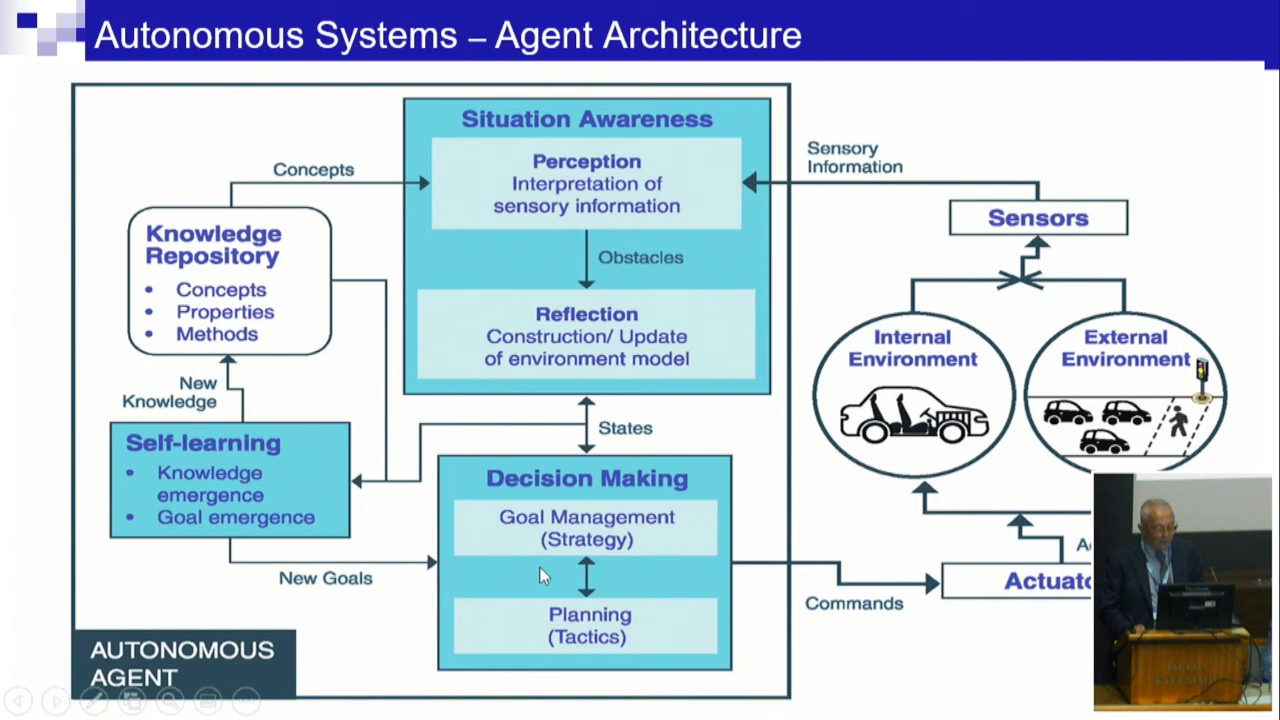 Autonomous Systems – Agent Architecture
Situation Awareness
Perception
Interpretation of
sensory information
Obstacles
Reflection
Construction/ Update
of environment model
Concepts
Sensory
Information
Sensors
Knowledge
Repository
• Concepts
• Properties
• Methods
New
Knowledge
Internal
Environment
External
Environment
States
Self-learning
• Knowledge
emergence
• Goal emergence
Decision Making
Goal Management
(Strategy)
Planning
(Tactics)
New Goals
Commands
Actuato
AUTONOMOUS
AGENT